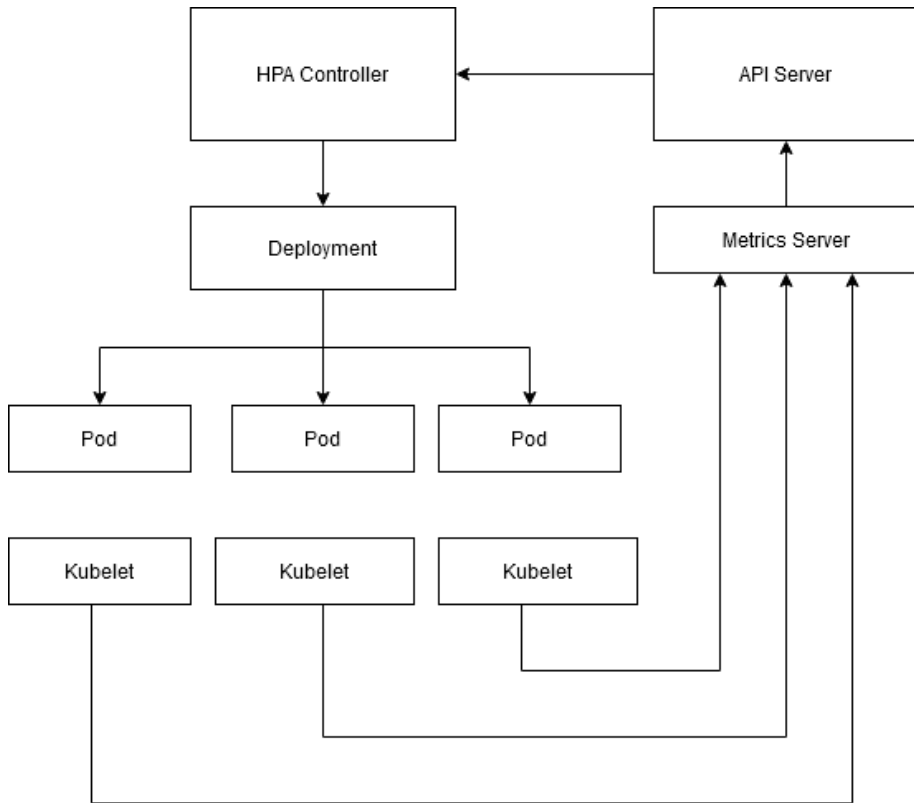 HPA Controller
API Server
Deployment
Metrics Server
Pod
Pod
Pod
Kubelet
Kubelet
Kubelet